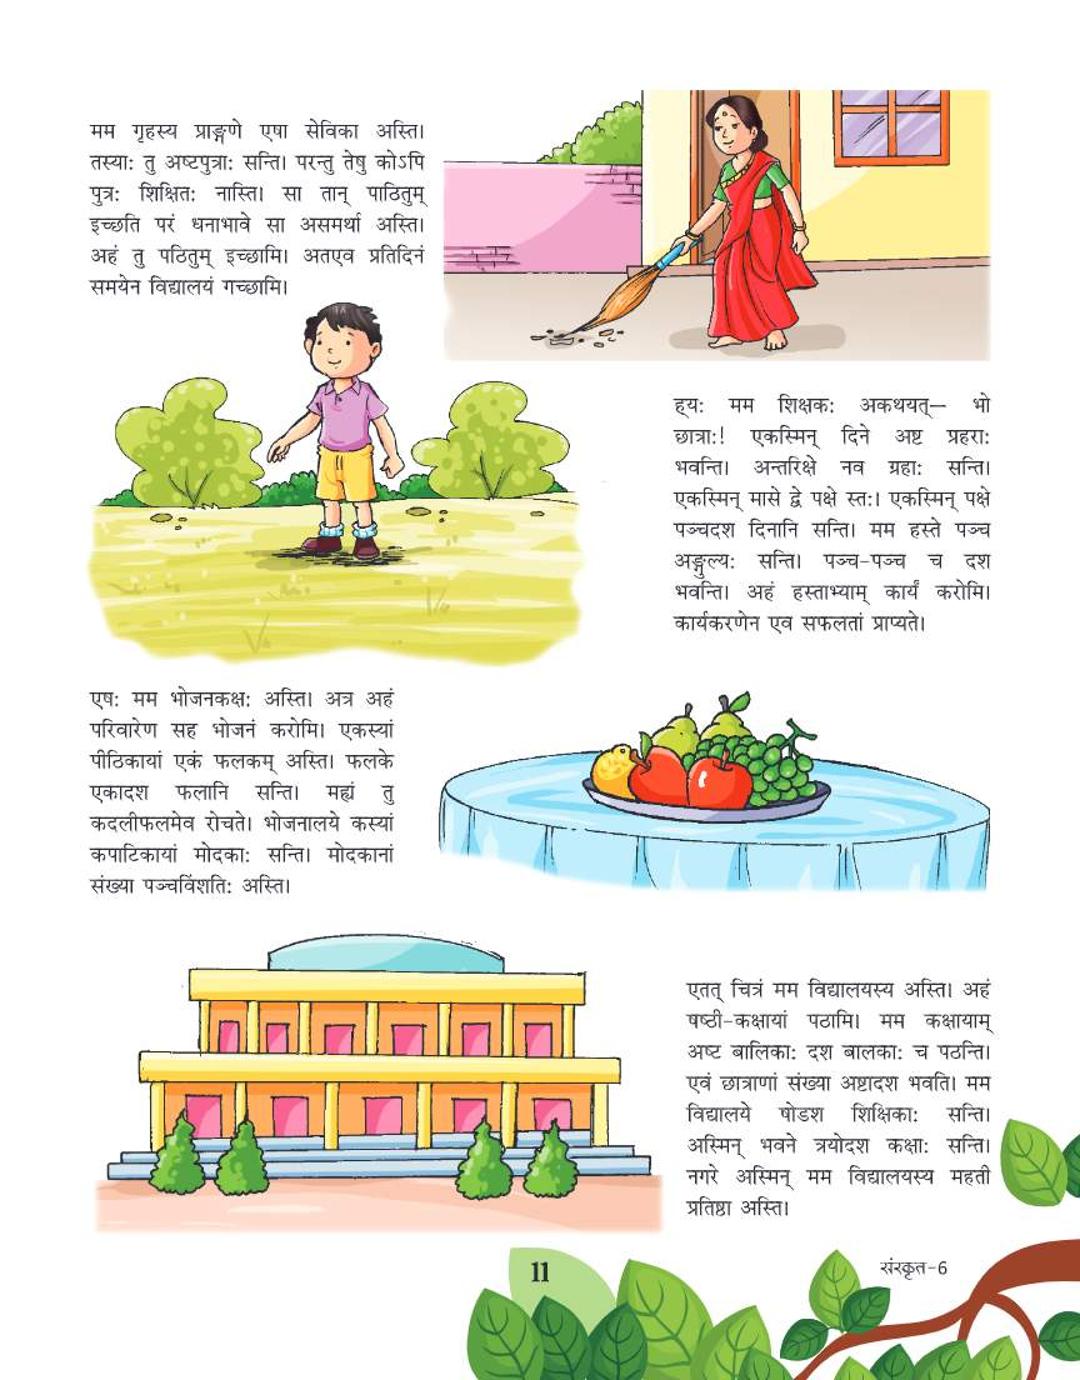 मम गृहस्य प्राङ्गणे एषा सेविका अस्ति।
तस्या: तु अष्टपुत्रा: सन्ति। परन्तु तेषु कोऽपि
पुत्र: शिक्षित: नास्ति। सा तान् पाठितुम्
इच्छति परं धनाभावे सा असमर्था अस्ति।
अहं तु पठितुम् इच्छामि। अतएव प्रतिदिनं
समयेन विद्यालयं गच्छामि।
ह्य: मम शिक्षक: अकथयत्— भो
छात्रा:! एकस्मिन् दिने अष्ट प्रहरा:
भवन्ति। अन्तरिक्षे नव ग्रहा: सन्ति।
एकस्मिन् मासे द्वे पक्षे स्त:। एकस्मिन् पक्षे
पञ्चदश दिनानि सन्ति। मम हस्ते पञ्च
अङ्गुल्य: सन्ति। पञ्च-पञ्च च दश
भवन्ति। अहं हस्ताभ्याम् कार्यं करोमि।
कार्यकरणेन एव सफलतां प्राप्यते।
एष: मम भोजनकक्ष: अस्ति। अत्र अहं
परिवारेण सह भोजनं करोमि। एकस्यां
पीठिकायां एकं फलकम् अस्ति। फलके
एकादश फलानि सन्ति। मह्यं तु
कदलीफलमेव रोचते। भोजनालये कस्यां
कपाटिकायां मोदका: सन्ति। मोदकानां
संख्या पञ्चविंशति: अस्ति।
एतत् चित्रं मम विद्यालयस्य अस्ति। अहं
षष्ठी-कक्षायां पठामि। मम कक्षायाम्
अष्ट बालिका: दश बालका: च पठन्ति।
एवं छात्राणां संख्या अष्टादश भवति। मम
विद्यालये षोडश शिक्षिका: सन्ति।
अस्मिन् भवने त्रयोदश कक्षा: सन्ति।
नगरे अस्मिन् मम विद्यालयस्य महती
प्रतिष्ठा अस्ति।
11
संस्कृत-6